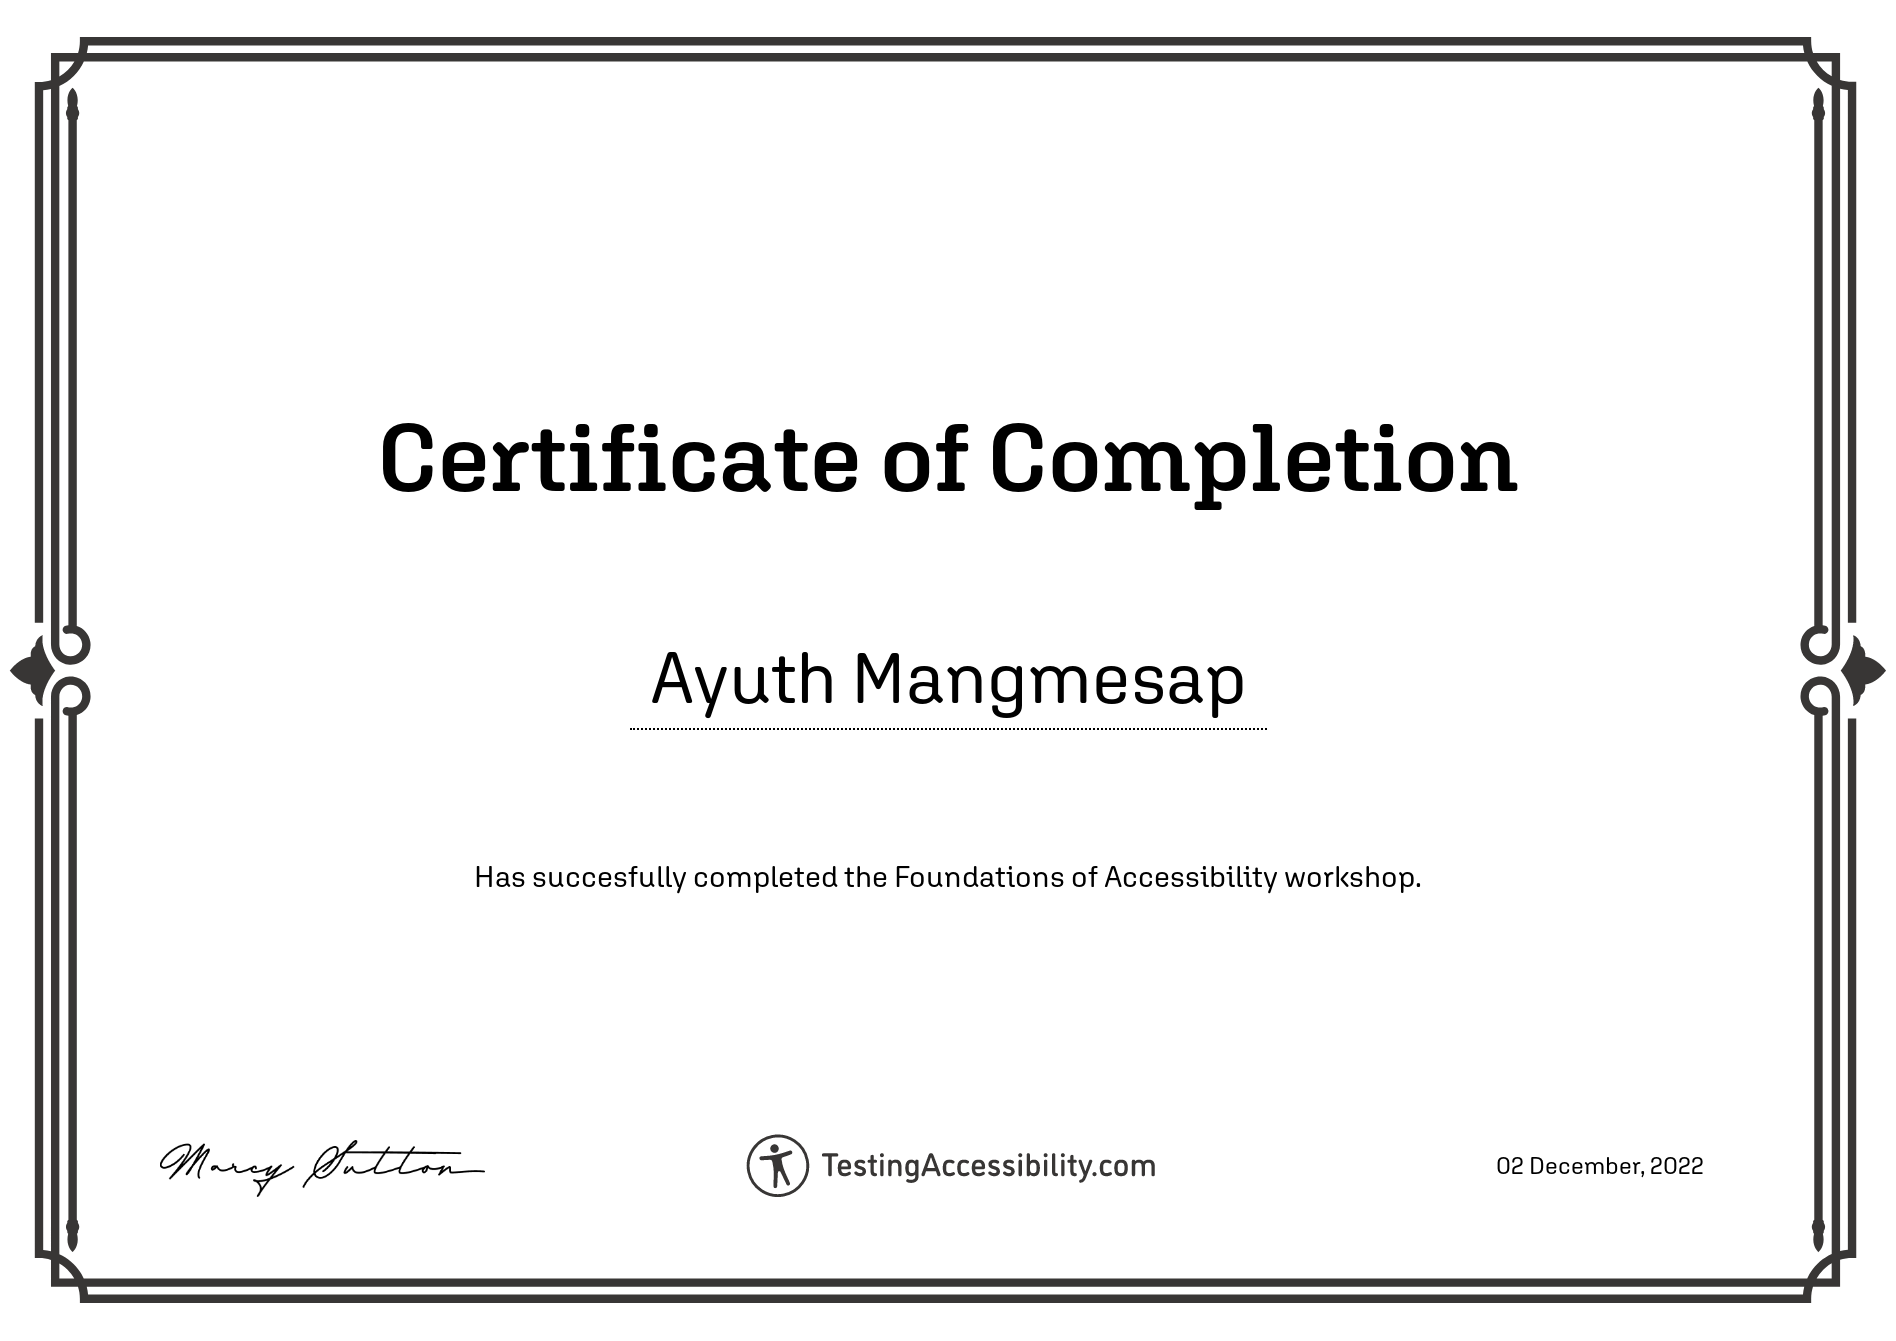 Certificate of Completion
Ayuth Mangmesap
Has succesfully completed the Foundations of Accessibility workshop.
Marcy Sutton
TestingAccessibility.com
02 December, 2022